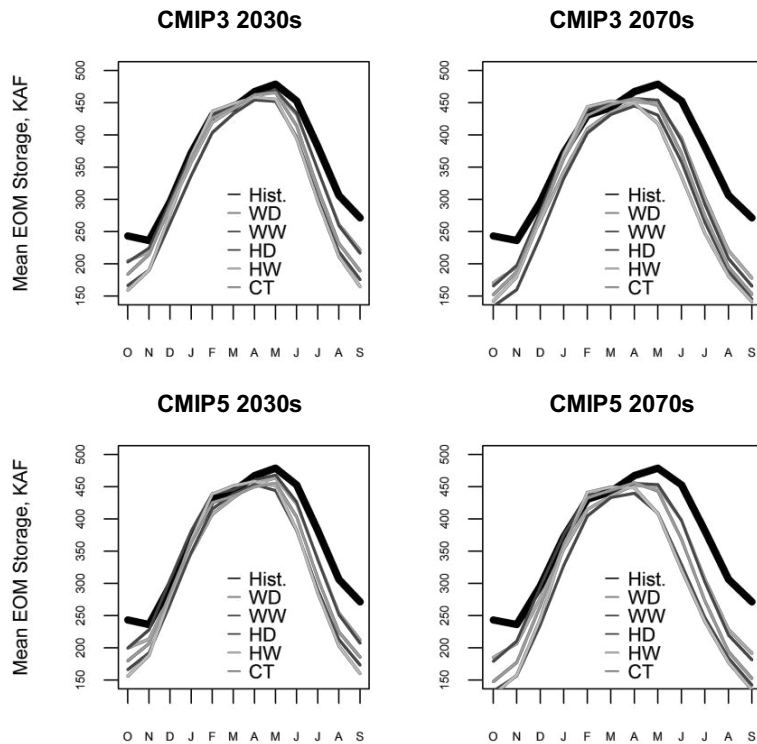 CMIP3 2030s
Mean EOM Storage, KAF
500
450
400
350
300
250
200
150
Hist.
WD
WW
HD
HW
CT
O N D J F M A M J J A S
CMIP3 2070s
500
450
400
350
300
250
200
150
Hist.
WD
WW
HD
HW
CT
O N D J F M A M J J A S
CMIP5 2030s
Mean EOM Storage, KAF
500
450
400
350
300
250
200
150
Hist.
WD
WW
HD
HW
CT
O N D J F M A M J J A S
CMIP5 2070s
500
450
400
350
300
250
200
150
Hist.
WD
WW
HD
HW
CT
O N D J F M A M J J A S